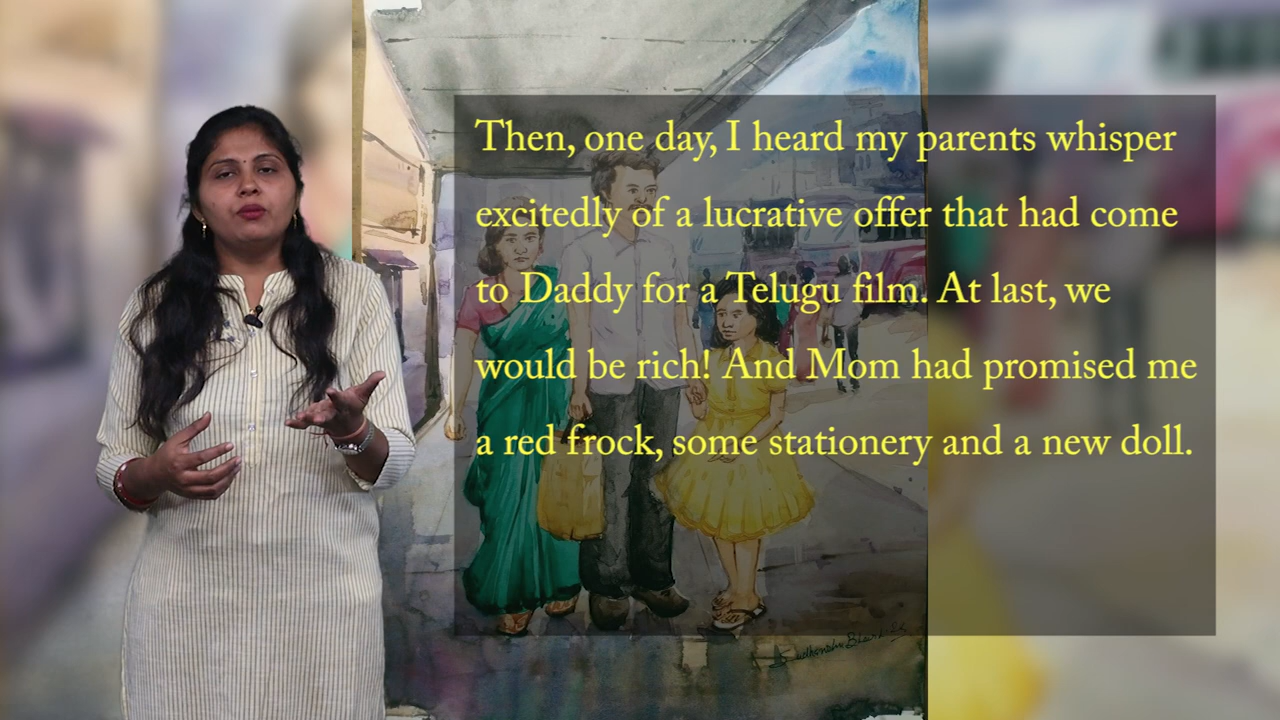 Then, one day, I heard my parents whisper
excitedly of a lucrative offer that had come
to Daddy for a Telugu film. At last, we
would be rich! And Mom had promised me
a red frock, some stationery and a new doll.